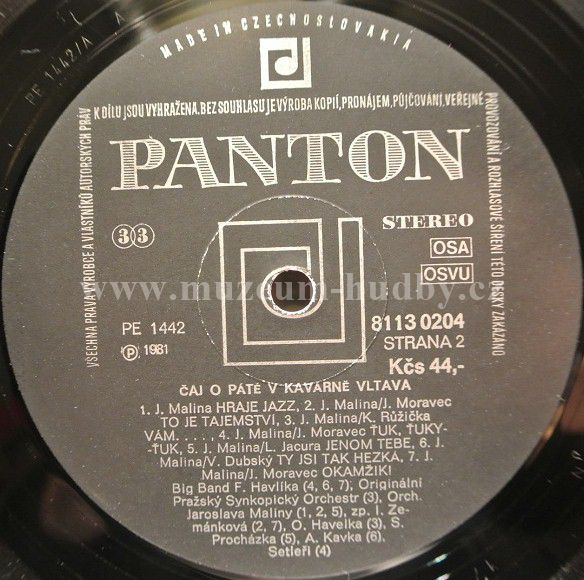 MADE IN CZECHOSLOVAKIA
PE 1442/A A
VŠECHNA PRÁVA VÝROBCE A VLASTNÍKŮ AUTORSKÝCH PRÁV K DÍLU JSOU VYHRAŽENA. BEZ SOUHLASU JE VÝROBA KOPIÍ, PRONÁJEM, PŮJČOVÁNÍ, VEŘEJNÉ PROVOZOVÁNÍ A ROZHLASOVÉ ŠÍŘENÍ TÉTO DESKY ZAKÁZÁNO
PANTON
33
STEREO
OSA
OSVU
www.muzeum-hudby.cz
PE 1442
8113 0204
Ⓟ 1981
STRANA 2
Kčs 44,-
ČAJ O PÁTÉ V KAVÁRNĚ VLTAVA
1. J. Malina HRAJE JAZZ, 2. J. Malina/J. Moravec
TO JE TAJEMSTVÍ, 3. J. Malina/K. Růžička
VÁM. . . ., 4. J. Malina/J. Moravec ŤUK, ŤUKY-
-ŤUK, 5. J. Malina/L. Jacura JENOM TEBE, 6. J.
Malina/V. Dubský TY JSI TAK HEZKÁ, 7. J.
Malina/J. Moravec OKAMŽIK!
Big Band F. Havlíka (4, 6, 7), Originální
Pražský Synkopický Orchestr (3), Orch.
Jaroslava Maliny (1, 2, 5), zp. I. Ze-
mánková (2, 7), O. Havelka (3), S.
Procházka (5), A. Kavka (6),
Setleři (4)